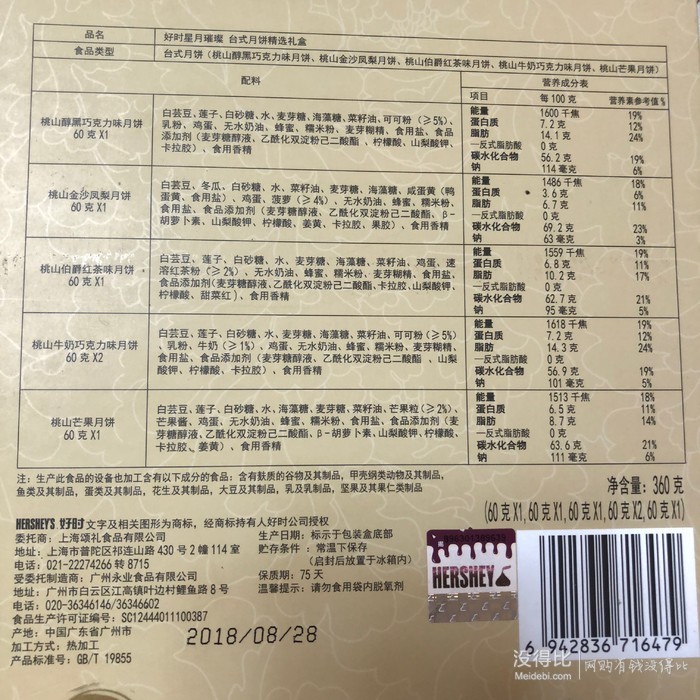 品名 好时星月璀璨 台式月饼精选礼盒
食品类型 台式月饼（桃山醇黑巧克力味月饼、桃山金沙凤梨月饼、桃山伯爵红茶味月饼、桃山牛奶巧克力味月饼、桃山芒果月饼）
配料 营养成分表
项目 每100克 营养素参考值%
桃山醇黑巧克力味月饼
60克X1
白芸豆、莲子、白砂糖、水、麦芽糖、海藻糖、菜籽油、可可粉（≥5%）、
乳粉、鸡蛋、无水奶油、蜂蜜、糯米粉、麦芽糊精、食用盐、食品
添加剂（麦芽糖醇液、乙酰化双淀粉己二酸酯 、柠檬酸、山梨酸钾、
卡拉胶）、食用香精
能量 1600千焦 19%
蛋白质 7.2克 12%
脂肪 14.1克 24%
—反式脂肪酸 0克
碳水化合物 56.2克 19%
钠 114毫克 6%
桃山金沙凤梨月饼
60克X1
白芸豆、冬瓜、白砂糖、水、菜籽油、麦芽糖、海藻糖、咸蛋黄（鸭
蛋黄、食用盐）、鸡蛋、菠萝（≥4%）、无水奶油、蜂蜜、糯米粉、
食用盐、食品添加剂（麦芽糖醇液、乙酰化双淀粉己二酸酯、β-
胡萝卜素、山梨酸钾、柠檬酸、姜黄、卡拉胶、果胶）、食用香精
能量 1486千焦 18%
蛋白质 3.6克 6%
脂肪 6.7克 11%
—反式脂肪酸 0克
碳水化合物 69.2克 23%
钠 63毫克 3%
桃山伯爵红茶味月饼
60克X1
白芸豆、莲子、白砂糖、水、麦芽糖、海藻糖、菜籽油、鸡蛋、速
溶红茶粉（≥2%）、无水奶油、蜂蜜、糯米粉、麦芽糊精、食用盐、
食品添加剂（麦芽糖醇液、乙酰化双淀粉己二酸酯、卡拉胶、山梨酸钾、
柠檬酸、甜菜红）、食用香精
能量 1559千焦 19%
蛋白质 6.8克 11%
脂肪 10.2克 17%
—反式脂肪酸 0克
碳水化合物 62.7克 21%
钠 95毫克 5%
桃山牛奶巧克力味月饼
60克X2
白芸豆、莲子、白砂糖、水、麦芽糖、海藻糖、菜籽油、可可粉（≥5%）
、乳粉、牛奶（≥1%）、鸡蛋、无水奶油、蜂蜜、糯米粉、麦芽糊精、
食用盐、食品添加剂（麦芽糖醇液、乙酰化双淀粉己二酸酯 、山梨
酸钾、柠檬酸、卡拉胶）、食用香精
能量 1618千焦 19%
蛋白质 7.2克 12%
脂肪 14.3克 24%
—反式脂肪酸 0克
碳水化合物 56.9克 19%
钠 101毫克 5%
桃山芒果月饼
60克X1
白芸豆、莲子、白砂糖、水、海藻糖、麦芽糖、菜籽油、芒果粒（≥2%）、
芒果酱、鸡蛋、无水奶油、蜂蜜、糯米粉、食用盐、食品添加剂（麦
芽糖醇液、乙酰化双淀粉己二酸酯、β-胡萝卜素、山梨酸钾、柠檬酸、
卡拉胶、姜黄）、食用香精
能量 1513千焦 18%
蛋白质 6.5克 11%
脂肪 8.7克 14%
—反式脂肪酸 0克
碳水化合物 63.6克 21%
钠 111毫克 6%
注：生产此食品的设备也加工含有以下成分的食品：含有麸质的谷物及其制品，甲壳纲类动物及其制品，
鱼类及其制品，蛋类及其制品，花生及其制品，大豆及其制品，乳及乳制品，坚果及其果仁类制品
净含量：360克
（60克X1，60克X1，60克X1，60克X2，60克X1）
HERSHEY'S 好时 文字及相关图形为商标，经商标持有人好时公司授权
委托商：上海颂礼食品有限公司
地址：上海市普陀区祁连山路430号2幢114室
电话：021-22274266转8715
受委托制造商：广州永业食品有限公司
地址：广州市白云区江高镇叶边村鲤鱼路8号
电话：020-36346146/36346602
食品生产许可证编号：SC12444011100387
产地：中国广东省广州市
加工方式：热加工
产品标准号：GB/T 19855
生产日期：标示于包装盒底部
贮存条件：常温下保存
（启封后放置于冰箱内）
保质期：75天
温馨提示：请勿食用袋内脱氧剂
2018/08/28
HERSHEY
6 942836 716479
没得比 网购有钱没得比